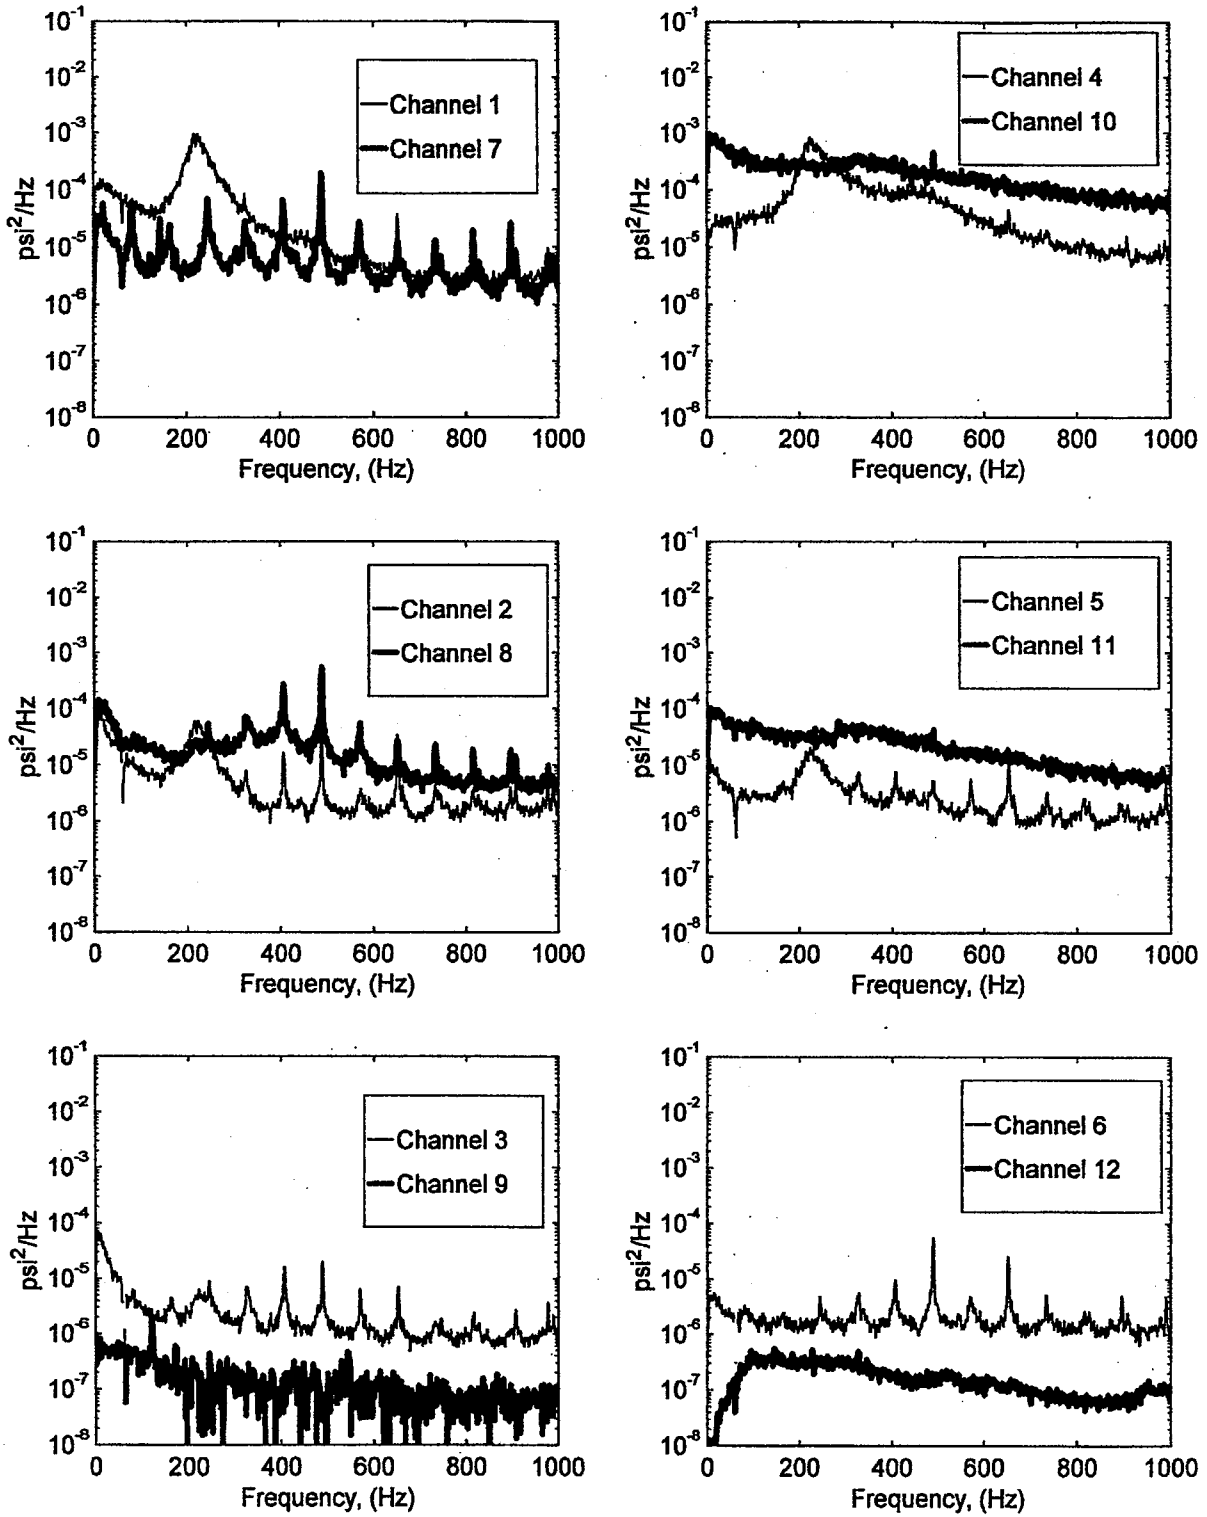 10-1
10-2
10-3
10-4
10-5
10-6
10-7
10-8
psi2/Hz
Channel 1
Channel 7
0 200 400 600 800 1000
Frequency, (Hz)
10-1
10-2
10-3
10-4
10-5
10-6
10-7
10-8
psi2/Hz
Channel 4
Channel 10
0 200 400 600 800 1000
Frequency, (Hz)
10-1
10-2
10-3
10-4
10-5
10-6
10-7
10-8
psi2/Hz
Channel 2
Channel 8
0 200 400 600 800 1000
Frequency, (Hz)
10-1
10-2
10-3
10-4
10-5
10-6
10-7
10-8
psi2/Hz
Channel 5
Channel 11
0 200 400 600 800 1000
Frequency, (Hz)
10-1
10-2
10-3
10-4
10-5
10-6
10-7
10-8
psi2/Hz
Channel 3
Channel 9
0 200 400 600 800 1000
Frequency, (Hz)
10-1
10-2
10-3
10-4
10-5
10-6
10-7
10-8
psi2/Hz
Channel 6
Channel 12
0 200 400 600 800 1000
Frequency, (Hz)